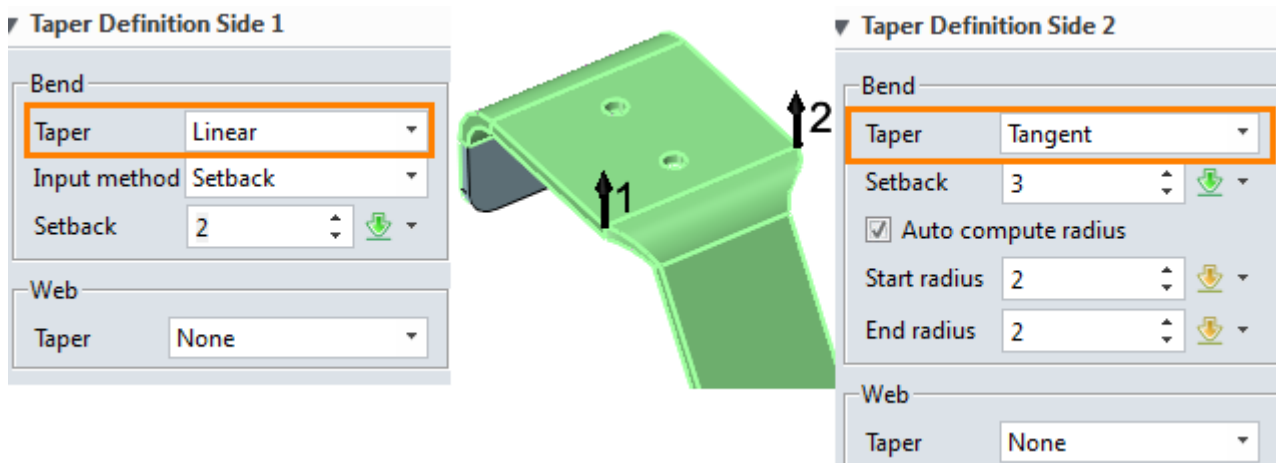 Taper Definition Side 1
Bend
Taper Linear
Input method Setback
Setback 2
Web
Taper None
1
2
Taper Definition Side 2
Bend
Taper Tangent
Setback 3
Auto compute radius
Start radius 2
End radius 2
Web
Taper None